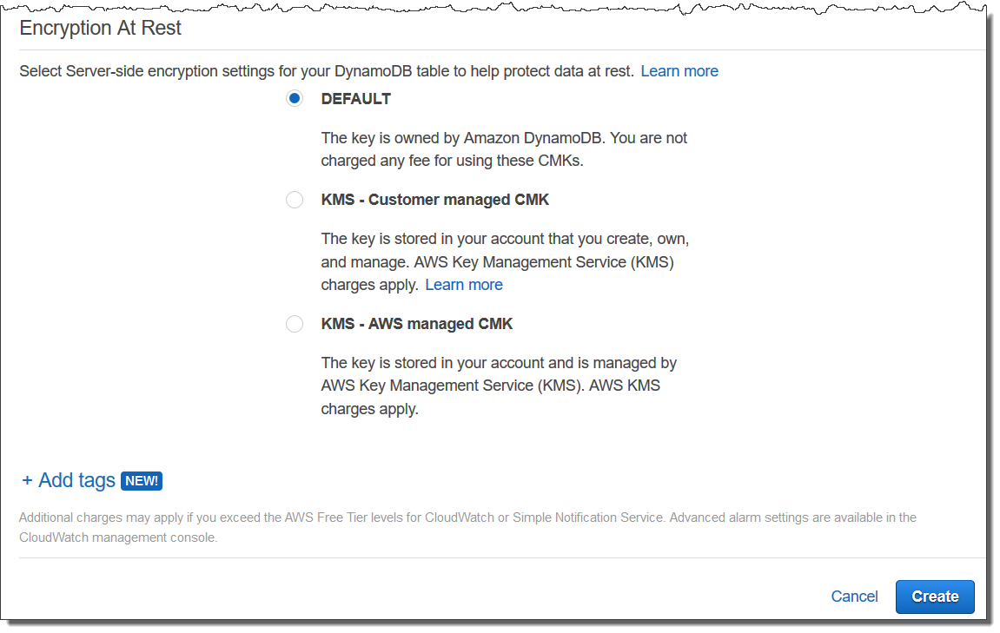 Encryption At Rest
Select Server-side encryption settings for your DynamoDB table to help protect data at rest. Learn more
DEFAULT
The key is owned by Amazon DynamoDB. You are not
charged any fee for using these CMKs.
KMS - Customer managed CMK
The key is stored in your account that you create, own,
and manage. AWS Key Management Service (KMS)
charges apply. Learn more
KMS - AWS managed CMK
The key is stored in your account and is managed by
AWS Key Management Service (KMS). AWS KMS
charges apply.
+ Add tags NEW!
Additional charges may apply if you exceed the AWS Free Tier levels for CloudWatch or Simple Notification Service. Advanced alarm settings are available in the
CloudWatch management console.
Cancel Create